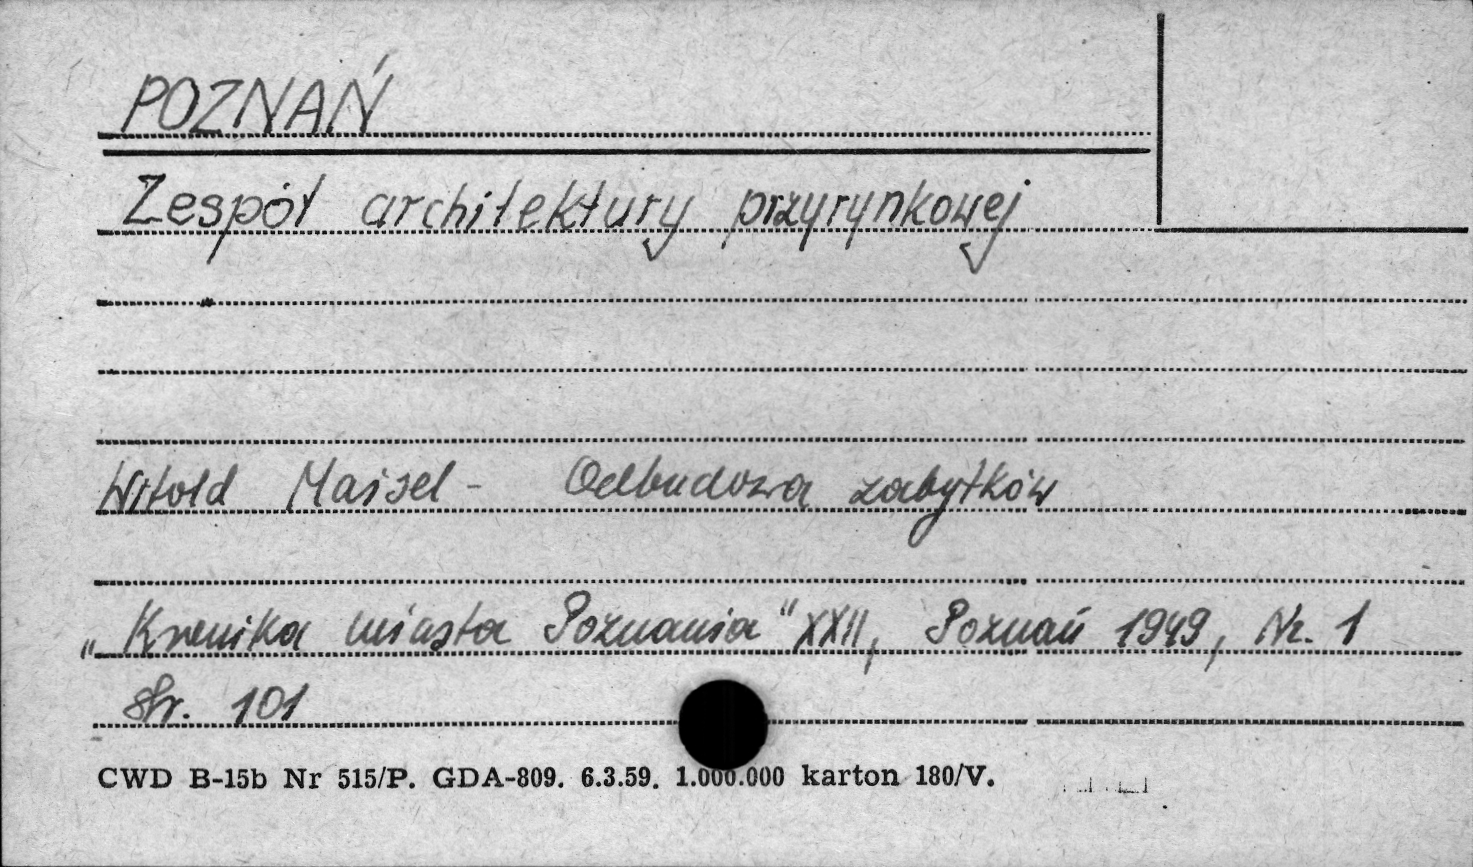 POZNAŃ
Zespół architektury przyrynkowej
Witold Maisel - Odbudowa zabytków
„Kronika miasta Poznania" XXII, Poznań 1949, Nr. 1
str. 101
CWD B-15b Nr 515/P. GDA-809. 6.3.59. 1.000.000 karton 180/V.